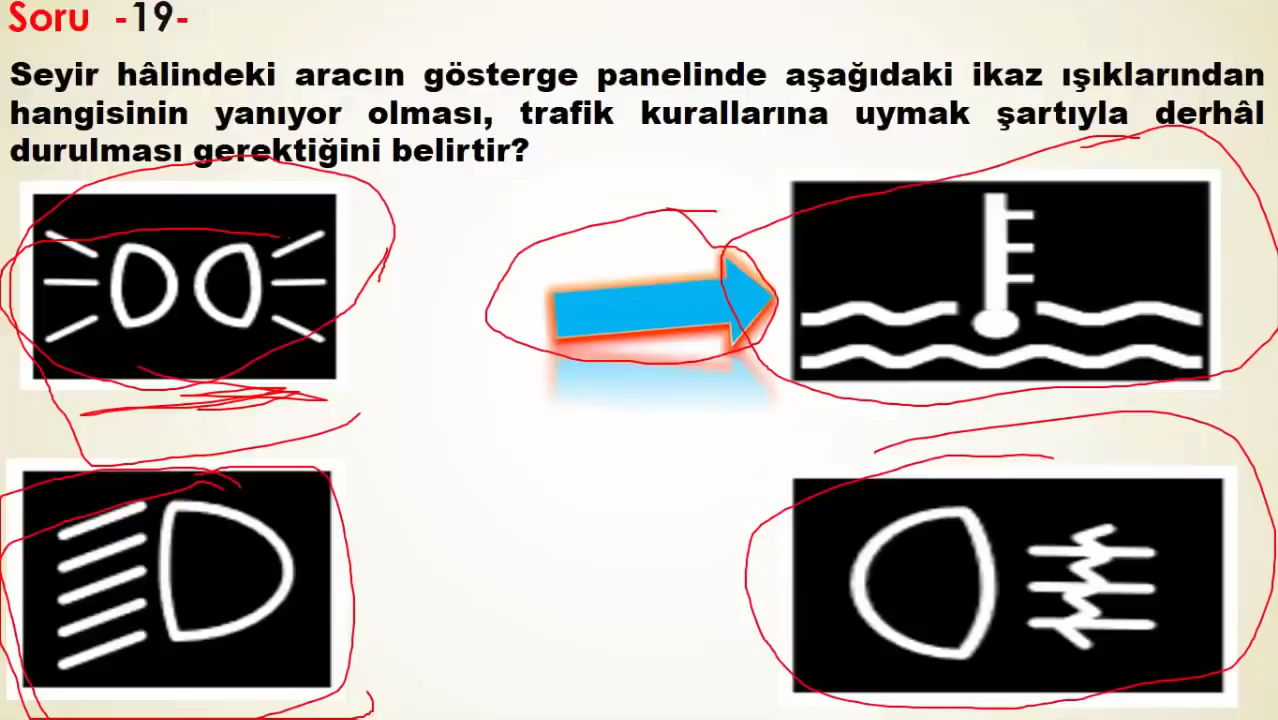 Soru -19-
Seyir hâlindeki aracın gösterge panelinde aşağıdaki ikaz ışıklarından
hangisinin yanıyor olması, trafik kurallarına uymak şartıyla derhâl
durulması gerektiğini belirtir?